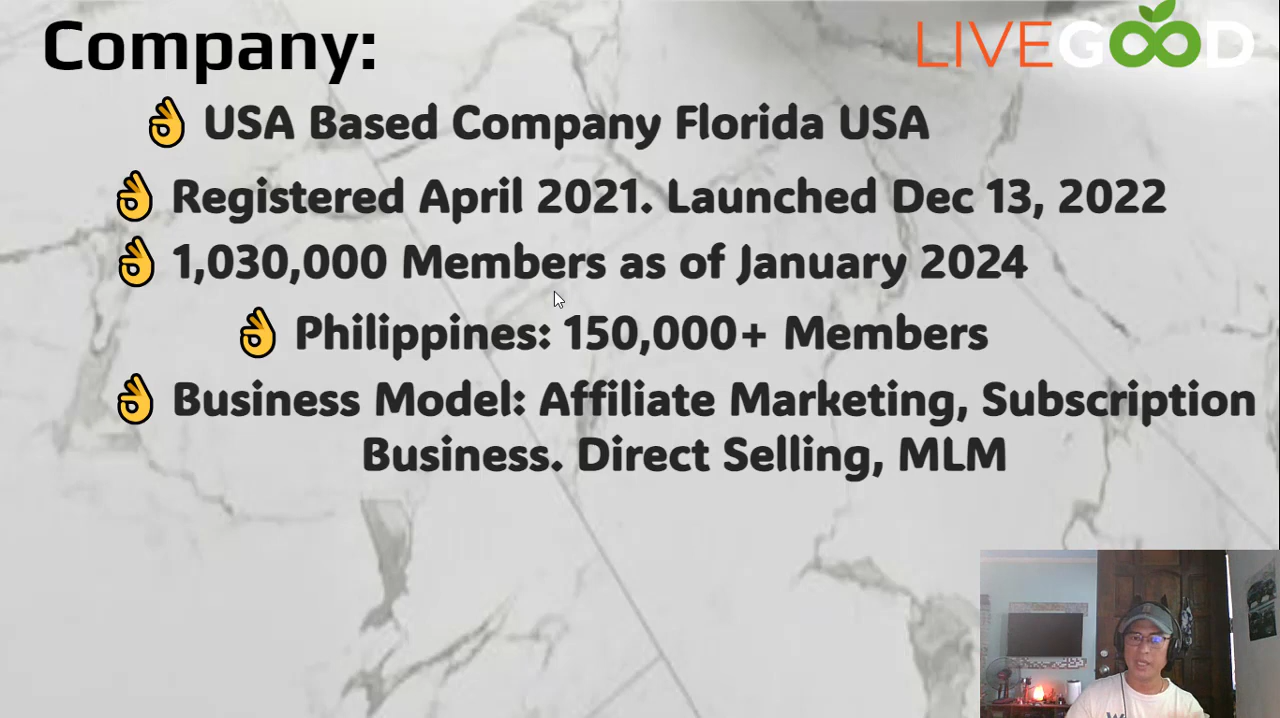 Company:
LIVEGOOD
👌 USA Based Company Florida USA
👌 Registered April 2021. Launched Dec 13, 2022
👌 1,030,000 Members as of January 2024
👌 Philippines: 150,000+ Members
👌 Business Model: Affiliate Marketing, Subscription
Business. Direct Selling, MLM